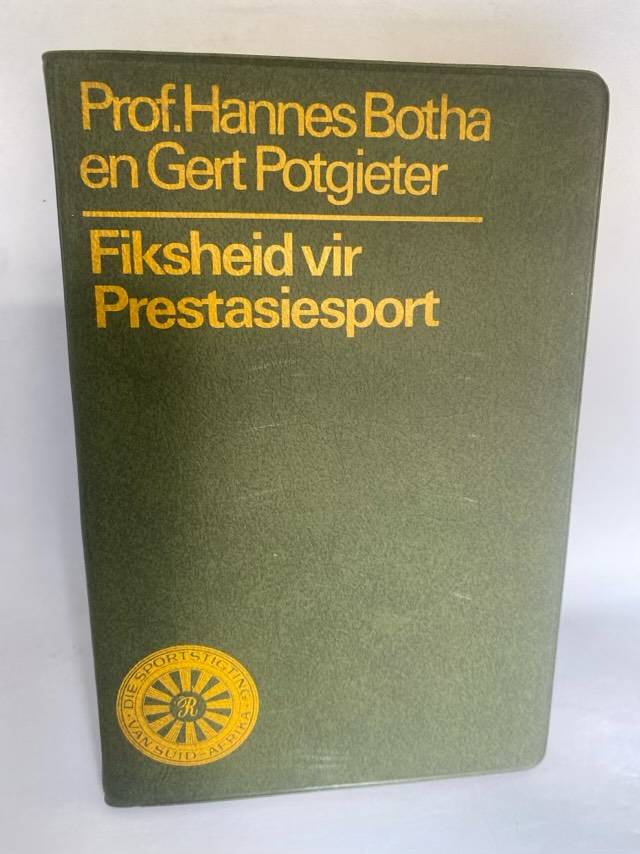 Prof. Hannes Botha
en Gert Potgieter
Fiksheid vir
Prestasiesport
DIE SPORTSTIGTING
VAN SUID-AFRIKA
R